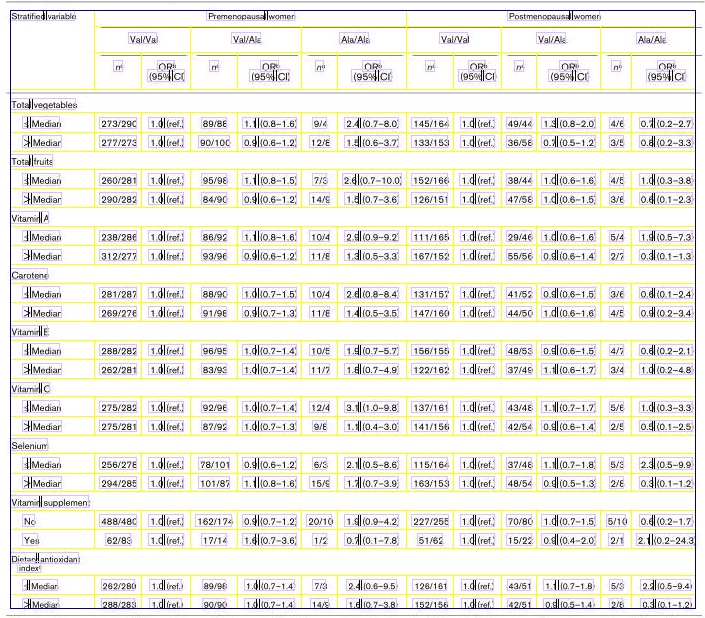 Stratified variable Premenopausal women Postmenopausal women
Val/Val Val/Ala Ala/Ala Val/Val Val/Ala Ala/Ala
n ORᵇ (95% CI) n ORᵇ (95% CI) n ORᵇ (95% CI) n ORᵇ (95% CI) n ORᵇ (95% CI) n ORᵇ (95% CI)
Total vegetables
Median 273/290 1.0 (ref.) 89/88 1.1 (0.8–1.6) 9/4 2.4 (0.7–8.0) 145/164 1.0 (ref.) 49/44 1.3 (0.8–2.0) 4/6 0.7 (0.2–2.7)
>Median 277/273 1.0 (ref.) 90/100 0.9 (0.6–1.2) 12/8 1.5 (0.6–3.7) 133/153 1.0 (ref.) 36/58 0.7 (0.5–1.2) 3/5 0.8 (0.2–3.3)
Total fruits
Median 260/281 1.0 (ref.) 95/98 1.1 (0.8–1.5) 7/3 2.6 (0.7–10.0) 152/166 1.0 (ref.) 38/44 1.0 (0.6–1.6) 4/5 1.0 (0.3–3.8)
>Median 290/282 1.0 (ref.) 84/90 0.9 (0.6–1.2) 14/9 1.5 (0.7–3.6) 126/151 1.0 (ref.) 47/58 1.0 (0.6–1.5) 3/6 0.6 (0.1–2.3)
Vitamin A
Median 238/286 1.0 (ref.) 86/92 1.1 (0.8–1.6) 10/4 2.9 (0.9–9.2) 111/165 1.0 (ref.) 29/46 1.0 (0.6–1.6) 5/4 1.9 (0.5–7.3)
>Median 312/277 1.0 (ref.) 93/96 0.9 (0.6–1.2) 11/8 1.3 (0.5–3.3) 167/152 1.0 (ref.) 55/56 0.9 (0.6–1.4) 2/7 0.3 (0.1–1.3)
Carotene
Median 281/287 1.0 (ref.) 88/90 1.0 (0.7–1.5) 10/4 2.6 (0.8–8.4) 131/157 1.0 (ref.) 41/52 0.9 (0.6–1.5) 3/6 0.6 (0.1–2.4)
>Median 269/276 1.0 (ref.) 91/98 0.9 (0.7–1.3) 11/8 1.4 (0.5–3.5) 147/160 1.0 (ref.) 44/50 1.0 (0.6–1.6) 4/5 0.9 (0.2–3.4)
Vitamin E
Median 288/282 1.0 (ref.) 96/95 1.0 (0.7–1.4) 10/5 1.9 (0.7–5.7) 156/155 1.0 (ref.) 48/53 0.9 (0.6–1.5) 4/7 0.6 (0.2–2.1)
>Median 262/281 1.0 (ref.) 83/93 1.0 (0.7–1.4) 11/7 1.8 (0.7–4.9) 122/162 1.0 (ref.) 37/49 1.1 (0.6–1.7) 3/4 1.0 (0.2–4.8)
Vitamin C
Median 275/282 1.0 (ref.) 92/96 1.0 (0.7–1.4) 12/4 3.1 (1.0–9.8) 137/161 1.0 (ref.) 43/48 1.1 (0.7–1.7) 5/6 1.0 (0.3–3.3)
>Median 275/281 1.0 (ref.) 87/92 1.0 (0.7–1.3) 9/8 1.1 (0.4–3.0) 141/156 1.0 (ref.) 42/54 0.9 (0.6–1.4) 2/5 0.5 (0.1–2.5)
Selenium
Median 256/278 1.0 (ref.) 78/101 0.9 (0.6–1.2) 6/3 2.1 (0.5–8.6) 115/164 1.0 (ref.) 37/48 1.1 (0.7–1.8) 5/3 2.3 (0.5–9.9)
>Median 294/285 1.0 (ref.) 101/87 1.1 (0.8–1.6) 15/9 1.7 (0.7–3.9) 163/153 1.0 (ref.) 48/54 0.9 (0.5–1.3) 2/8 0.3 (0.1–1.2)
Vitamin supplement
No 488/480 1.0 (ref.) 162/174 0.9 (0.7–1.2) 20/10 1.9 (0.9–4.2) 227/255 1.0 (ref.) 70/80 1.0 (0.7–1.5) 5/10 0.6 (0.2–1.7)
Yes 62/83 1.0 (ref.) 17/14 1.6 (0.7–3.6) 1/2 0.7 (0.1–7.8) 51/62 1.0 (ref.) 15/22 0.9 (0.4–2.0) 2/1 2.1 (0.2–24.3)
Dietary antioxidant
index
Median 262/280 1.0 (ref.) 89/98 1.0 (0.7–1.4) 7/3 2.4 (0.6–9.5) 126/161 1.0 (ref.) 43/51 1.1 (0.7–1.8) 5/3 2.2 (0.5–9.4)
>Median 288/283 1.0 (ref.) 90/90 1.0 (0.7–1.4) 14/9 1.6 (0.7–3.8) 152/156 1.0 (ref.) 42/51 0.9 (0.5–1.4) 2/8 0.3 (0.1–1.2)